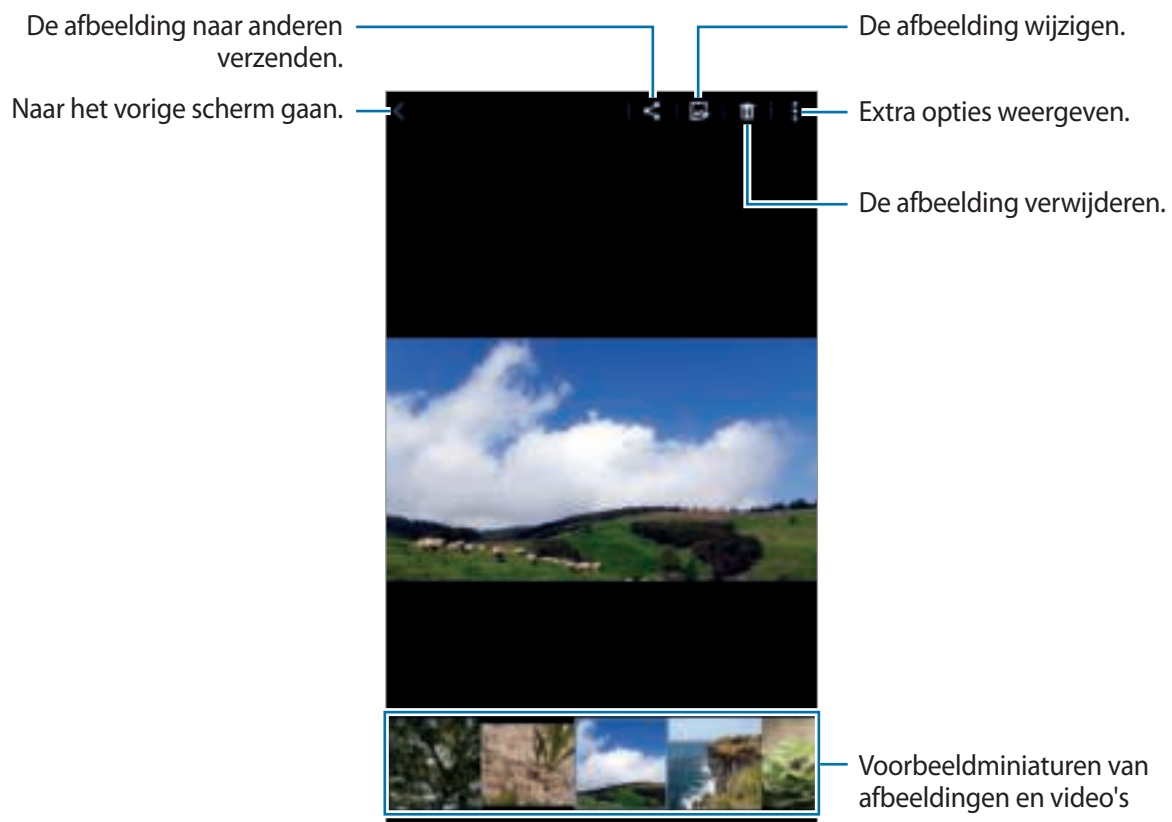 De afbeelding naar anderen
verzenden.
De afbeelding wijzigen.
Naar het vorige scherm gaan.
Extra opties weergeven.
De afbeelding verwijderen.
Voorbeeldminiaturen van
afbeeldingen en video's